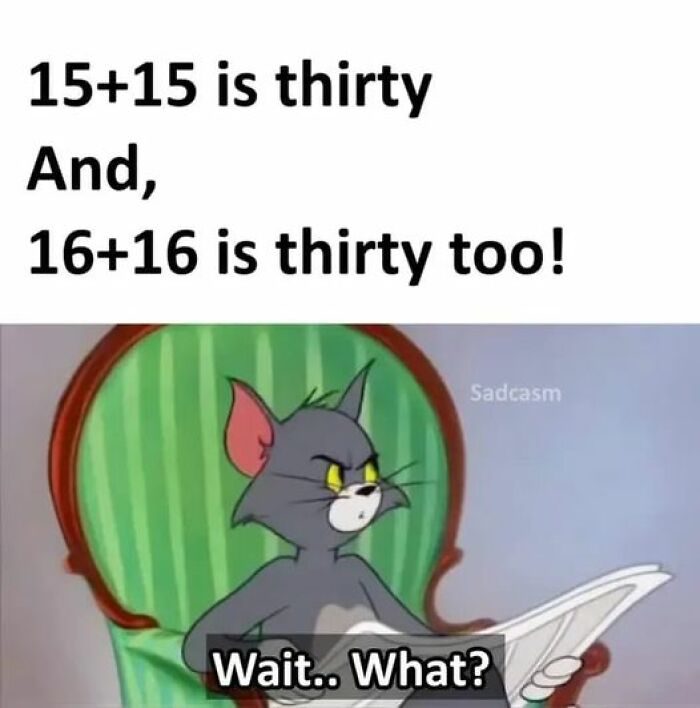 15+15 is thirty
And,
16+16 is thirty too!
Sadcasm
Wait.. What?